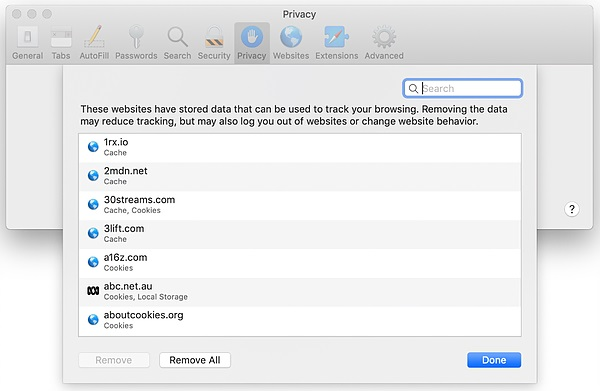 Privacy
General Tabs AutoFill Passwords Search Security Privacy Websites Extensions Advanced
Search
These websites have stored data that can be used to track your browsing. Removing the data
may reduce tracking, but may also log you out of websites or change website behavior.
1rx.io
Cache
2mdn.net
Cache
30streams.com
Cache, Cookies
3lift.com
Cache
a16z.com
Cookies
abc.net.au
Cookies, Local Storage
aboutcookies.org
Cookies
?
Remove Remove All Done